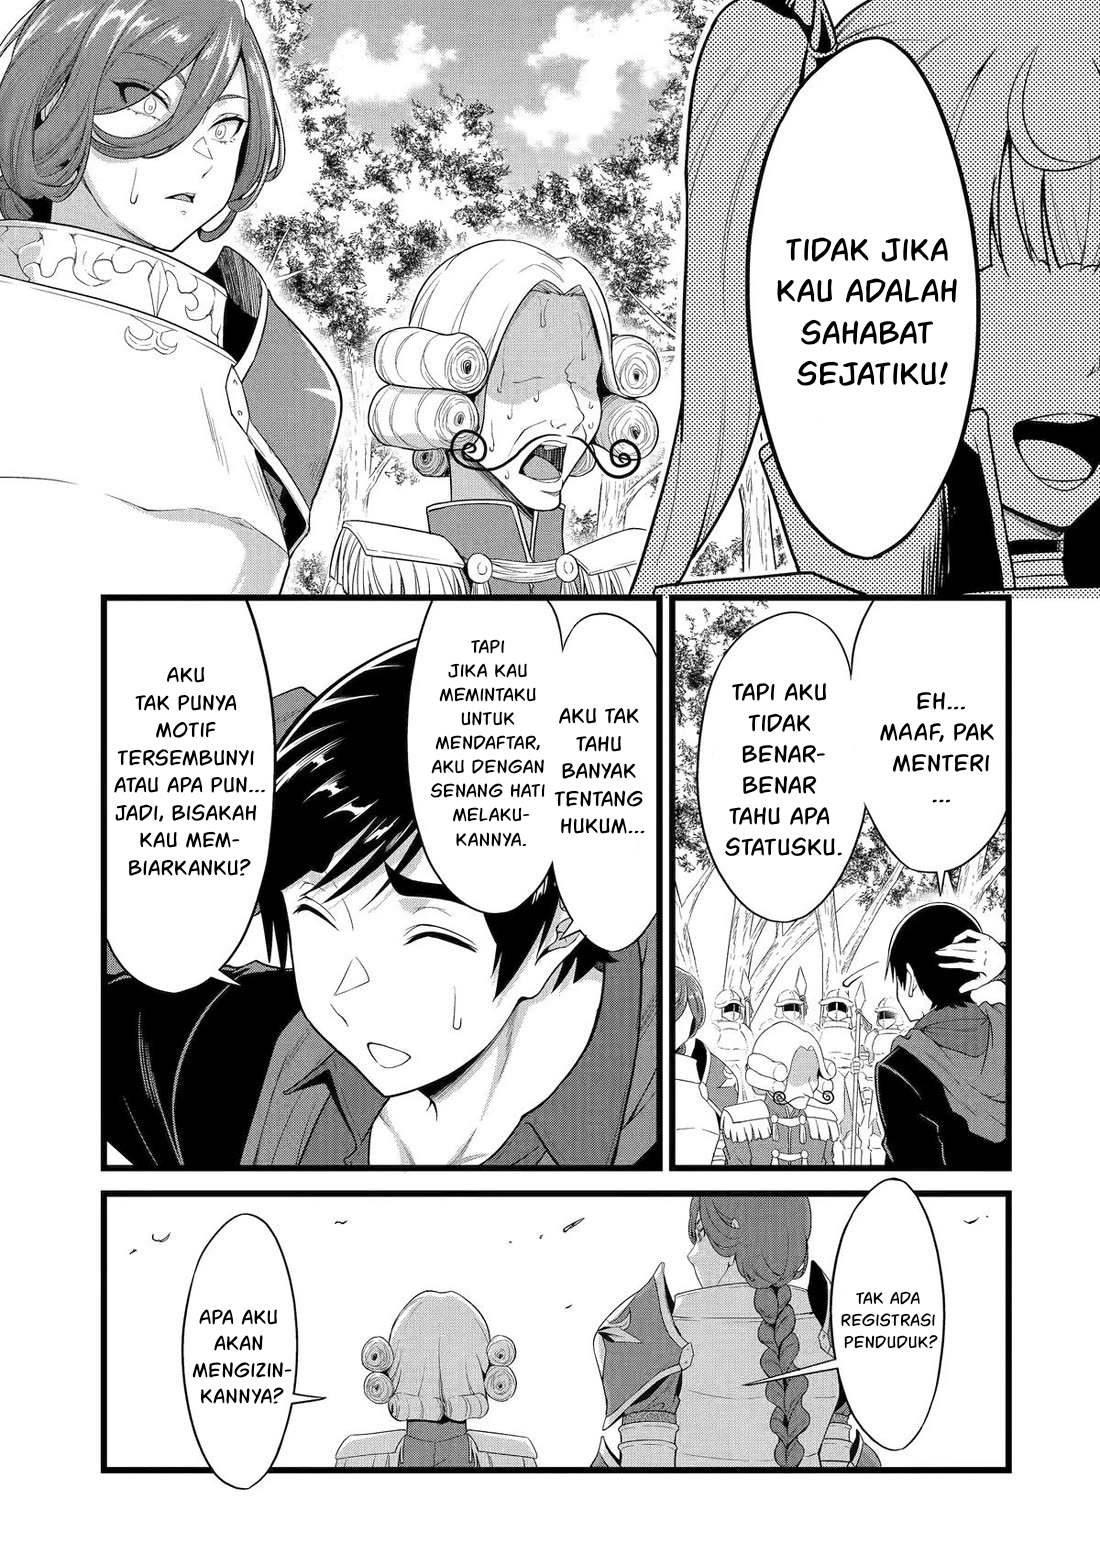 TIDAK JIKA
KAU ADALAH
SAHABAT
SEJATIKU!
EH...
MAAF, PAK
MENTERI
...
TAPI AKU
TIDAK
BENAR-
BENAR
TAHU APA
STATUSKU.
AKU TAK
TAHU
BANYAK
TENTANG
HUKUM...
TAPI
JIKA KAU
MEMINTAKU
UNTUK
MENDAFTAR,
AKU DENGAN
SENANG HATI
MELAKU-
KANNYA.
AKU
TAK PUNYA
MOTIF
TERSEMBUNYI
ATAU APA PUN...
JADI, BISAKAH
KAU MEM-
BIARKANKU?
TAK ADA
REGISTRASI
PENDUDUK?
APA AKU
AKAN
MENGIZIN-
KANNYA?